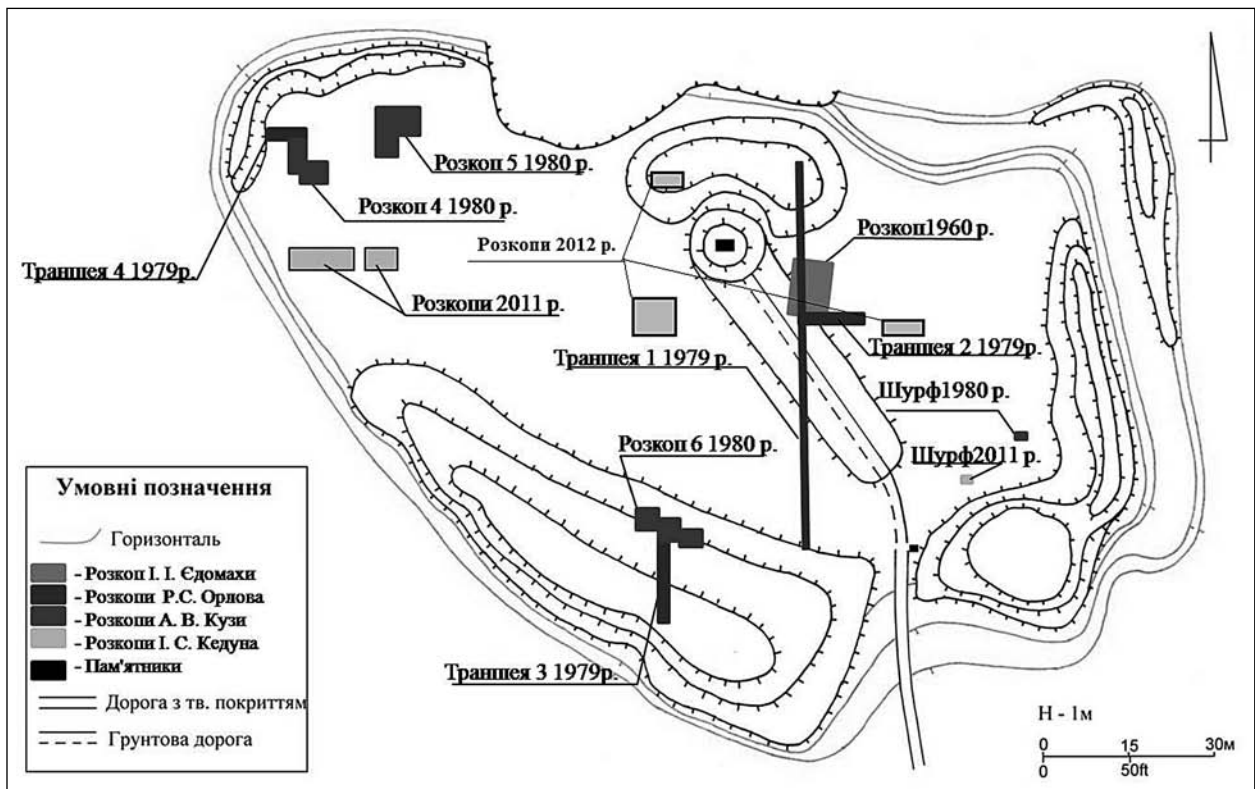 Розкоп 5 1980 р.
Розкоп 4 1980 р.
Розкоп1960 р.
Розкопи 2012 р.
Траншея 4 1979р.
Розкопи 2011 р.
Траншея 1 1979 р.
Траншея 2 1979р.
Шурф1980 р.
Розкоп 6 1980 р.
Шурф2011 р.
Траншея 3 1979р.
Умовні позначення
Горизонталь
- Розкоп І. І. Єдомахи
- Розкопи Р.С. Орлова
- Розкопи А. В. Кузи
- Розкопи І. С. Кедуна
- Пам'ятники
Дорога з тв. покриттям
Грунтова дорога
Н - 1м
0 15 30м
0 50ft